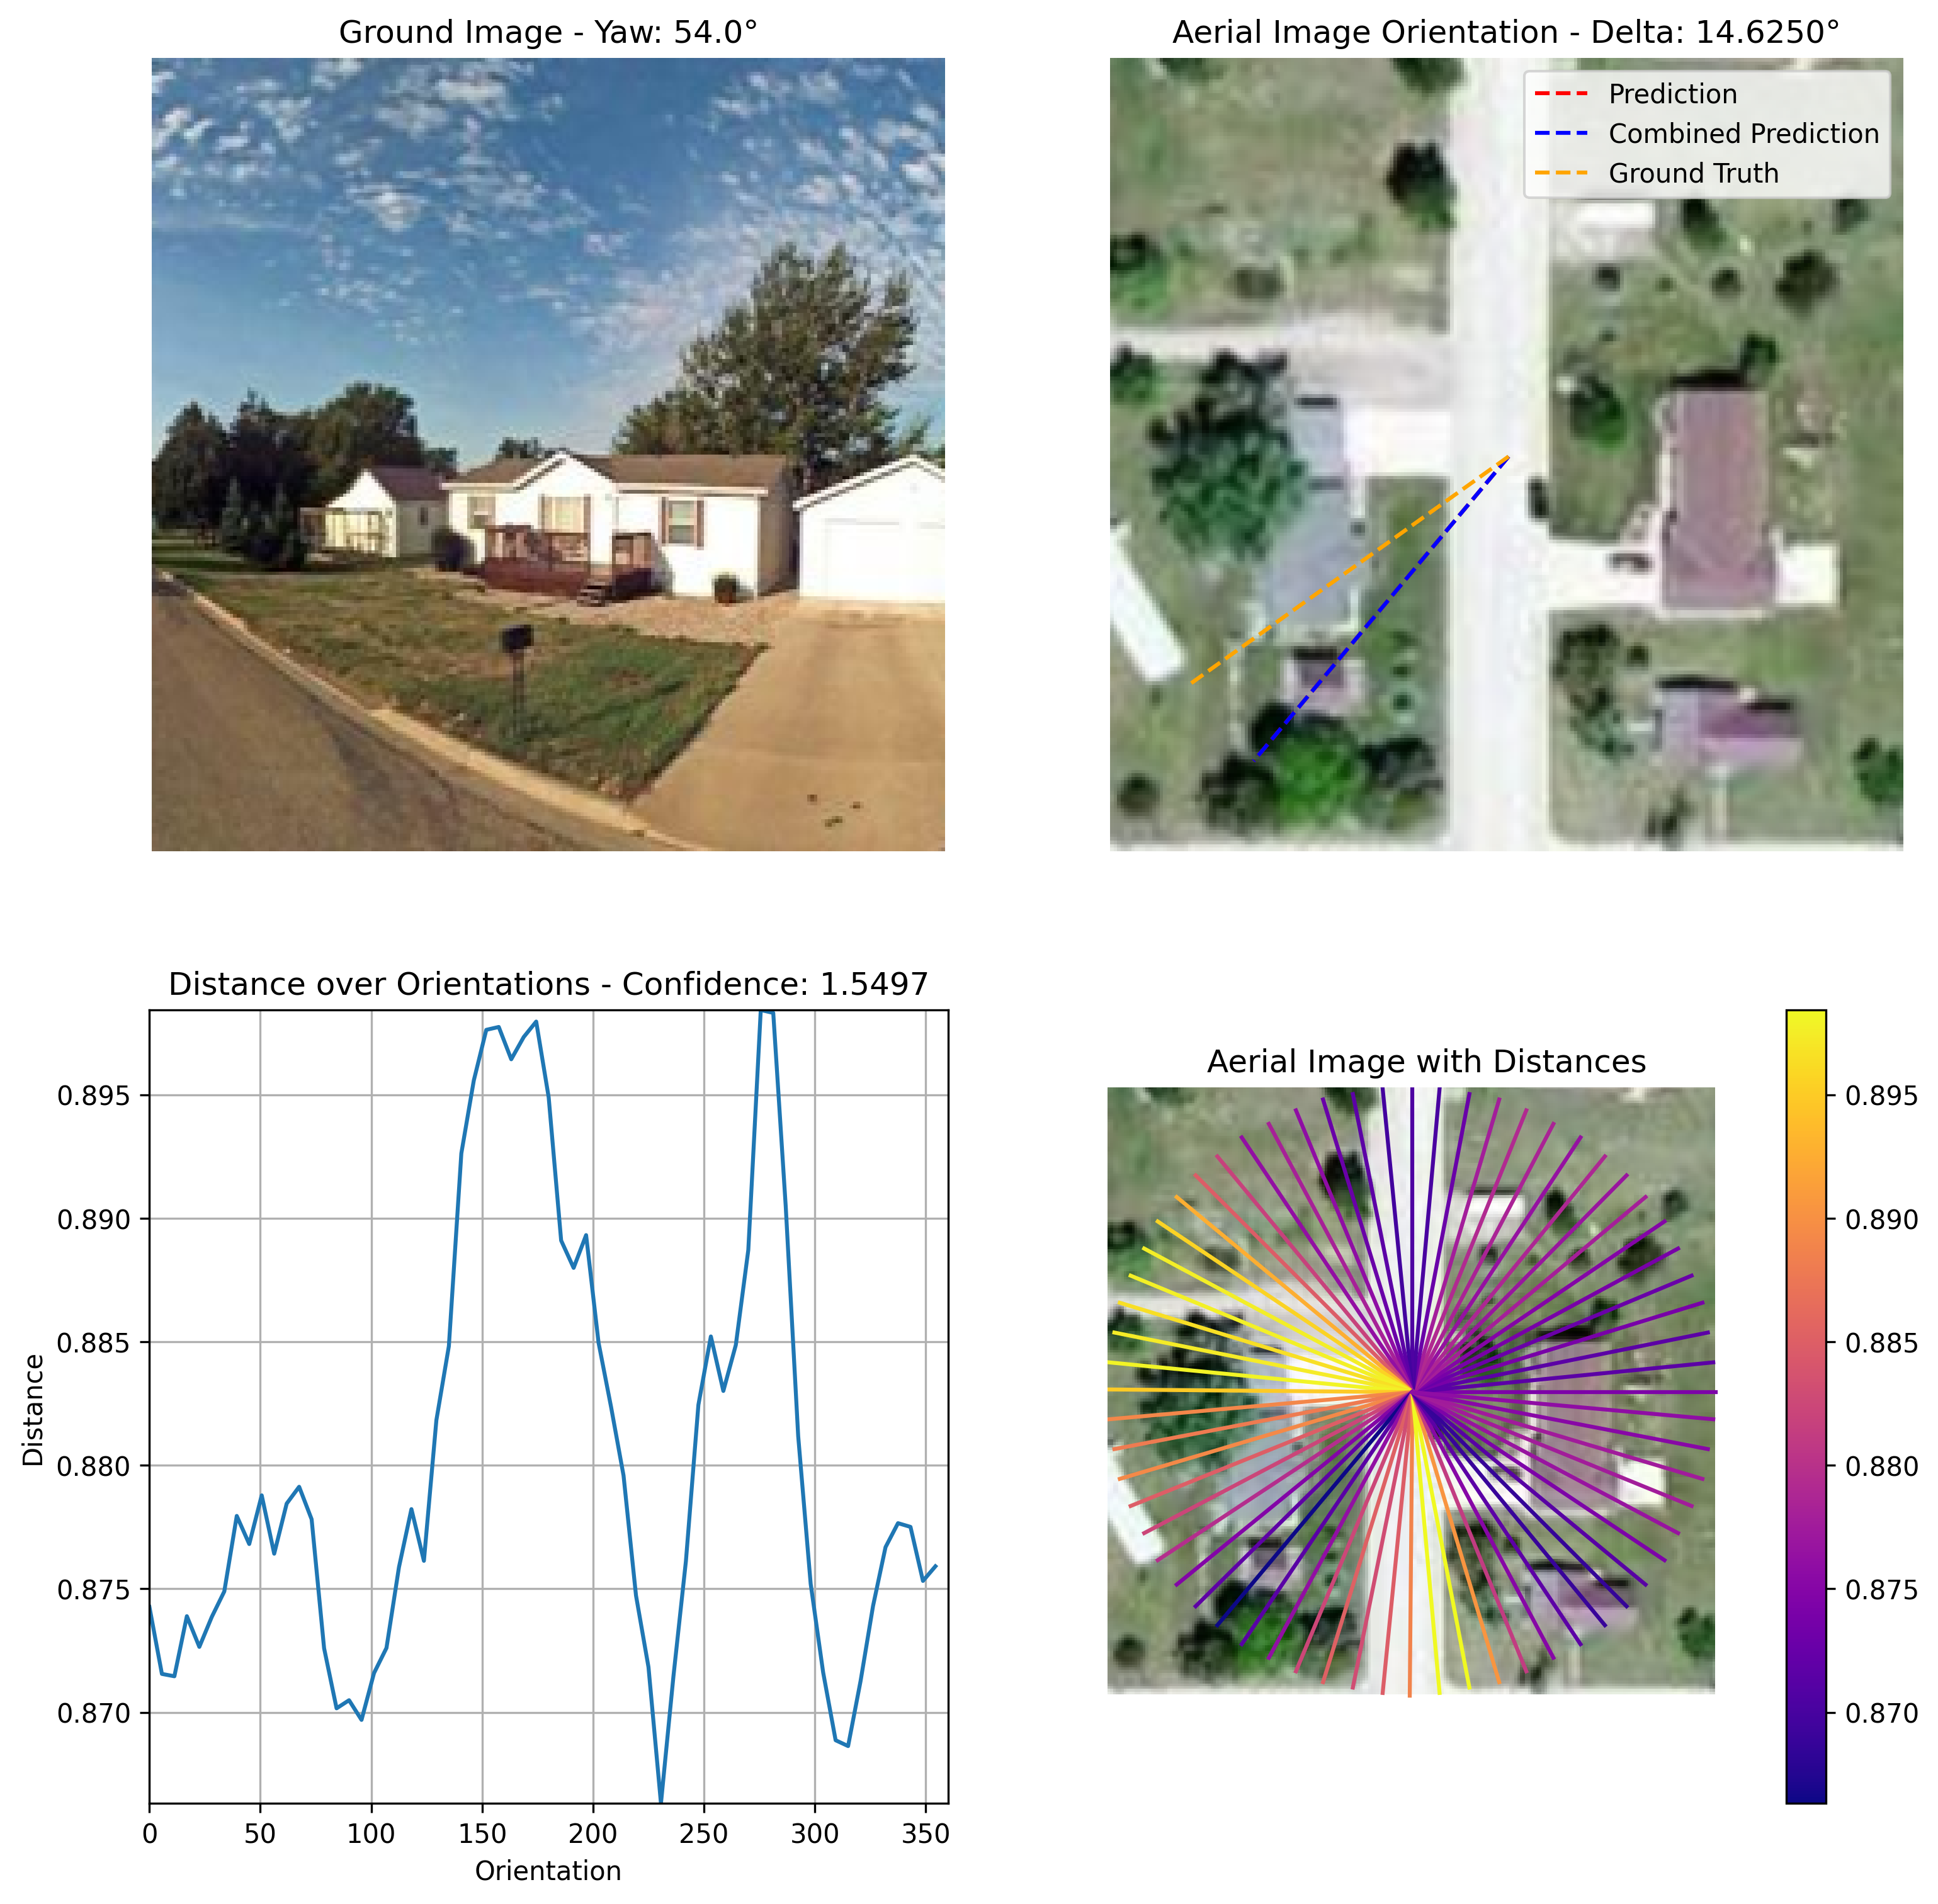 Ground Image - Yaw: 54.0°
Aerial Image Orientation - Delta: 14.6250°
Prediction
Combined Prediction
Ground Truth
Distance over Orientations - Confidence: 1.5497
0.895
0.890
0.885
0.880
0.875
0.870
Distance
0 50 100 150 200 250 300 350
Orientation
Aerial Image with Distances
0.895
0.890
0.885
0.880
0.875
0.870